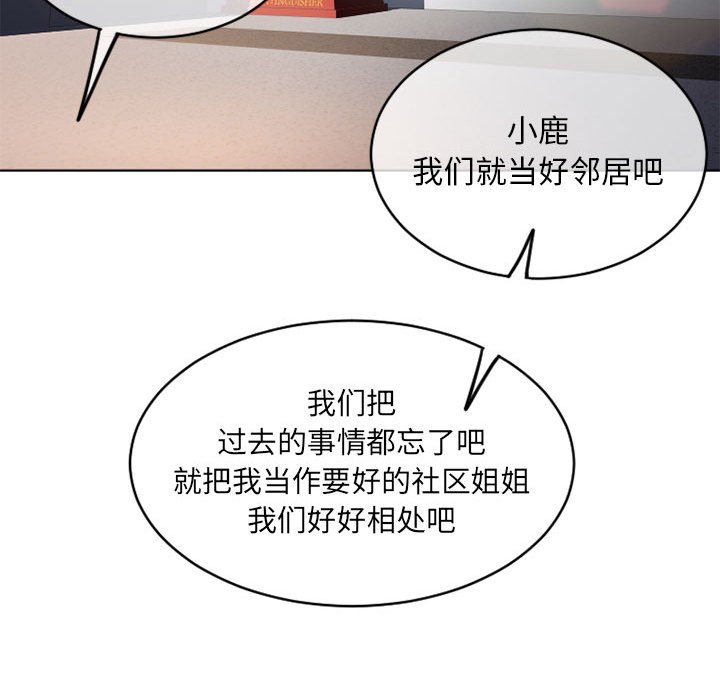 EXTINGUISHER
小鹿
我们就当好邻居吧
我们把
过去的事情都忘了吧
就把我当作要好的社区姐姐
我们好好相处吧